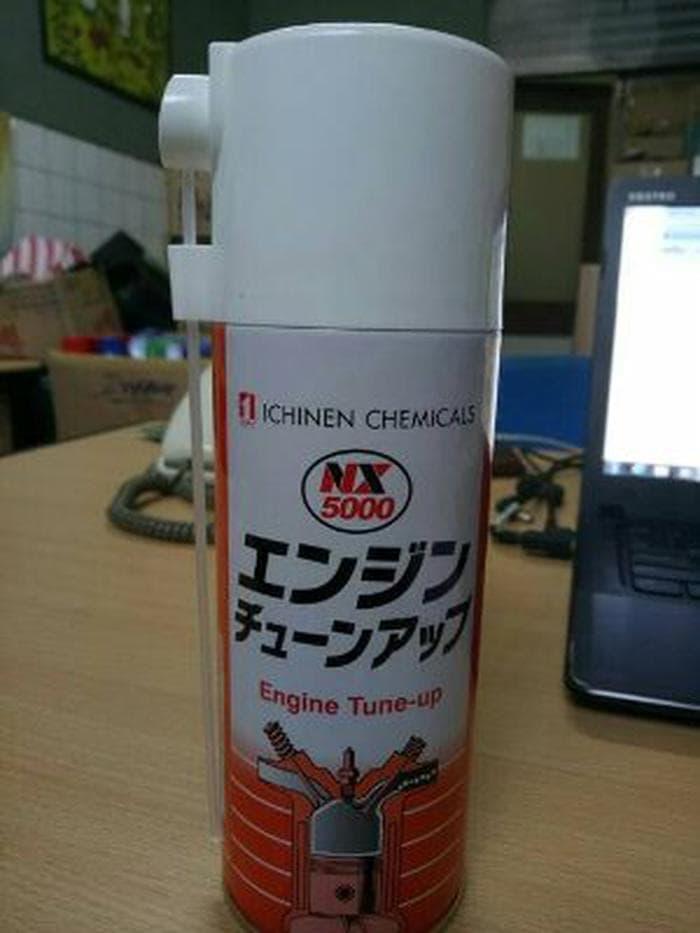 ICHINEN CHEMICALS
NX
5000
エンジン
チューンアップ
Engine Tune-up